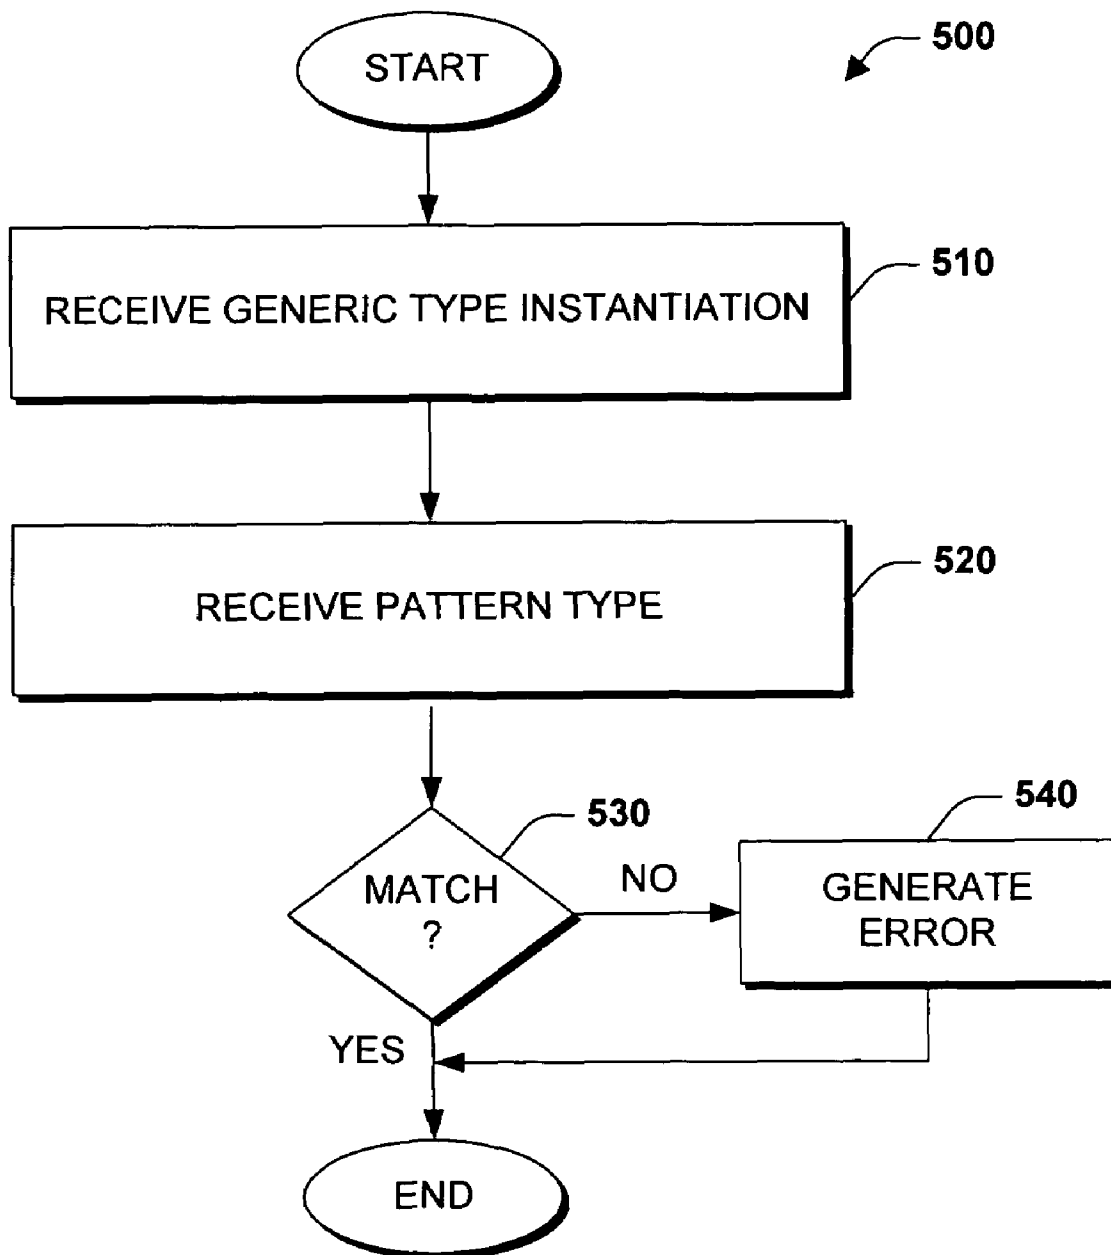 START
500
RECEIVE GENERIC TYPE INSTANTIATION
510
RECEIVE PATTERN TYPE
520
MATCH
?
530
NO
GENERATE
ERROR
540
YES
END